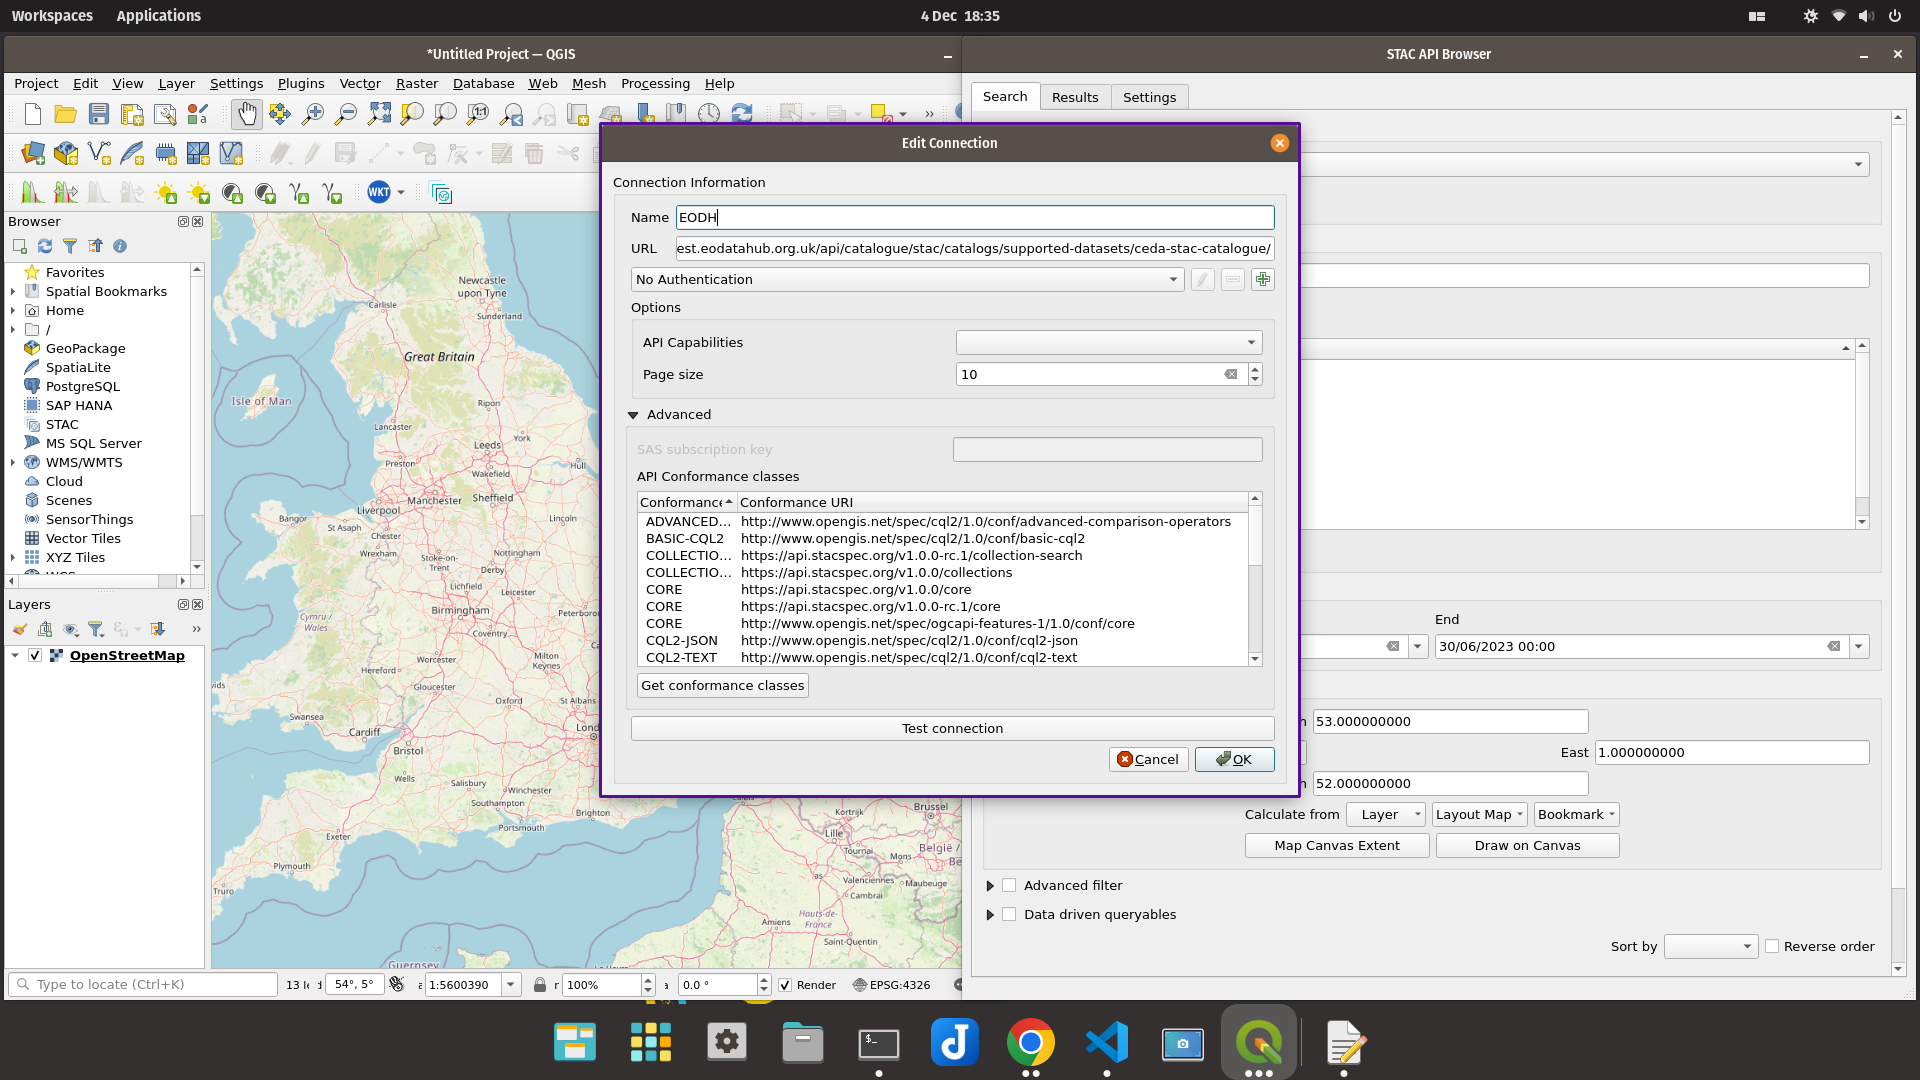 Workspaces Applications 4 Dec 18:35
*Untitled Project — QGIS
STAC API Browser
Project Edit View Layer Settings Plugins Vector Raster Database Web Mesh Processing Help
Search Results Settings
Browser
Favorites
Spatial Bookmarks
Home
/
GeoPackage
SpatiaLite
PostgreSQL
SAP HANA
STAC
MS SQL Server
WMS/WMTS
Cloud
Scenes
SensorThings
Vector Tiles
XYZ Tiles
Layers
OpenStreetMap
WKT
Newcastle
upon Tyne
Carlisle
Sunderland
Great Britain
Isle of Man
Ripon
Lancaster
York
Leeds
Preston
Wakefield
Hull
Manchester
Sheffield
Liverpool
Bangor
St Asaph
Chester
Lincoln
Stoke-on-
Trent
Nottingham
Derby
Lichfield
Leicester
Peterboro
Birmingham
Cymru /
Wales
Coventry
Worcester
Milton
Keynes
Hereford
Gloucester
vids
Oxford
St Albans
Swansea
Cardiff
Bristol
Lond
Wells
Salisbury
Winchester
Southampton
Brighton
Portsmouth
Exeter
Plymouth
Truro
Guernsey
Brussel
Kortrijk
Lille
België /
Be
Tournai
Mons
as
Valenciennes
Maubeuge
Cambrai
Hauts-de-
France
Amiens
Saint-Quentin
Edit Connection
Connection Information
Name EODH
URL est.eodatahub.org.uk/api/catalogue/stac/catalogs/supported-datasets/ceda-stac-catalogue/
No Authentication
Options
API Capabilities
Page size 10
Advanced
SAS subscription key
API Conformance classes
Conformance Conformance URI
ADVANCED... http://www.opengis.net/spec/cql2/1.0/conf/advanced-comparison-operators
BASIC-CQL2 http://www.opengis.net/spec/cql2/1.0/conf/basic-cql2
COLLECTIO... https://api.stacspec.org/v1.0.0-rc.1/collection-search
COLLECTIO... https://api.stacspec.org/v1.0.0/collections
CORE https://api.stacspec.org/v1.0.0/core
CORE https://api.stacspec.org/v1.0.0-rc.1/core
CORE http://www.opengis.net/spec/ogcapi-features-1/1.0/conf/core
CQL2-JSON http://www.opengis.net/spec/cql2/1.0/conf/cql2-json
CQL2-TEXT http://www.opengis.net/spec/cql2/1.0/conf/cql2-text
Get conformance classes
Test connection
Cancel OK
End
30/06/2023 00:00
53.000000000
East 1.000000000
52.000000000
Calculate from Layer Layout Map Bookmark
Map Canvas Extent Draw on Canvas
Advanced filter
Data driven queryables
Sort by Reverse order
Type to locate (Ctrl+K) 54°, 5° 1:5600390 100% 0.0 ° Render EPSG:4326